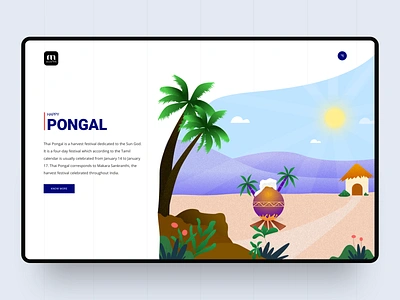 HAPPY
PONGAL
Thai Pongal is a harvest festival dedicated to the Sun God.
It is a four-day festival which according to the Tamil
calendar is usually celebrated from January 14 to January
17. Thai Pongal corresponds to Makara Sankranthi, the
harvest festival celebrated throughout India.
KNOW MORE